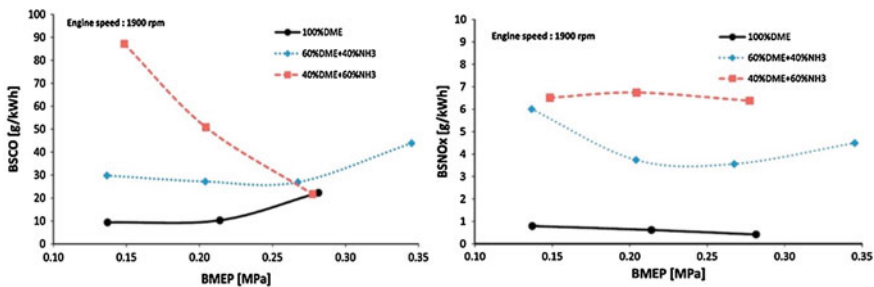 Engine speed : 1900 rpm
100%DME
60%DME+40%NH3
40%DME+60%NH3
BSCO [g/kWh]
100
90
80
70
60
50
40
30
20
10
0
0.10
0.15
0.20
0.25
0.30
0.35
BMEP [MPa]
Engine speed : 1900 rpm
100%DME
60%DME+40%NH3
40%DME+60%NH3
BSNOx [g/kWh]
10
9
8
7
6
5
4
3
2
1
0
0.10
0.15
0.20
0.25
0.30
0.35
BMEP [MPa]